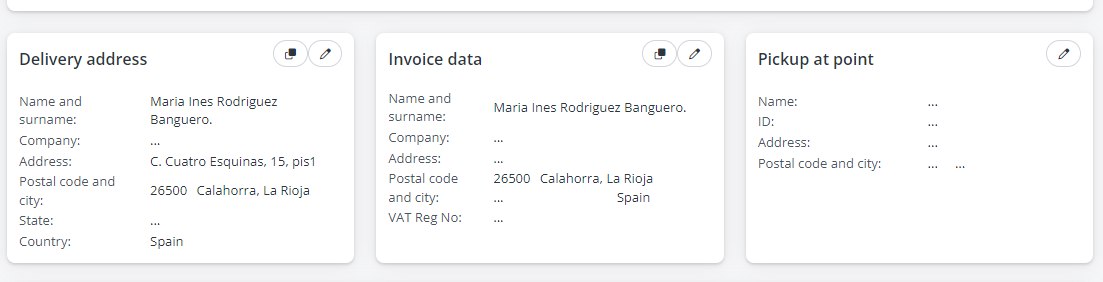 Delivery address
Name and surname: Maria Ines Rodriguez Banguero.
Company: ...
Address: C. Cuatro Esquinas, 15, pis1
Postal code and city: 26500 Calahorra, La Rioja
State: ...
Country: Spain
Invoice data
Name and surname: Maria Ines Rodriguez Banguero.
Company: ...
Address: ...
Postal code and city: 26500 Calahorra, La Rioja
... Spain
VAT Reg No: ...
Pickup at point
Name: ...
ID: ...
Address: ...
Postal code and city: ... ...